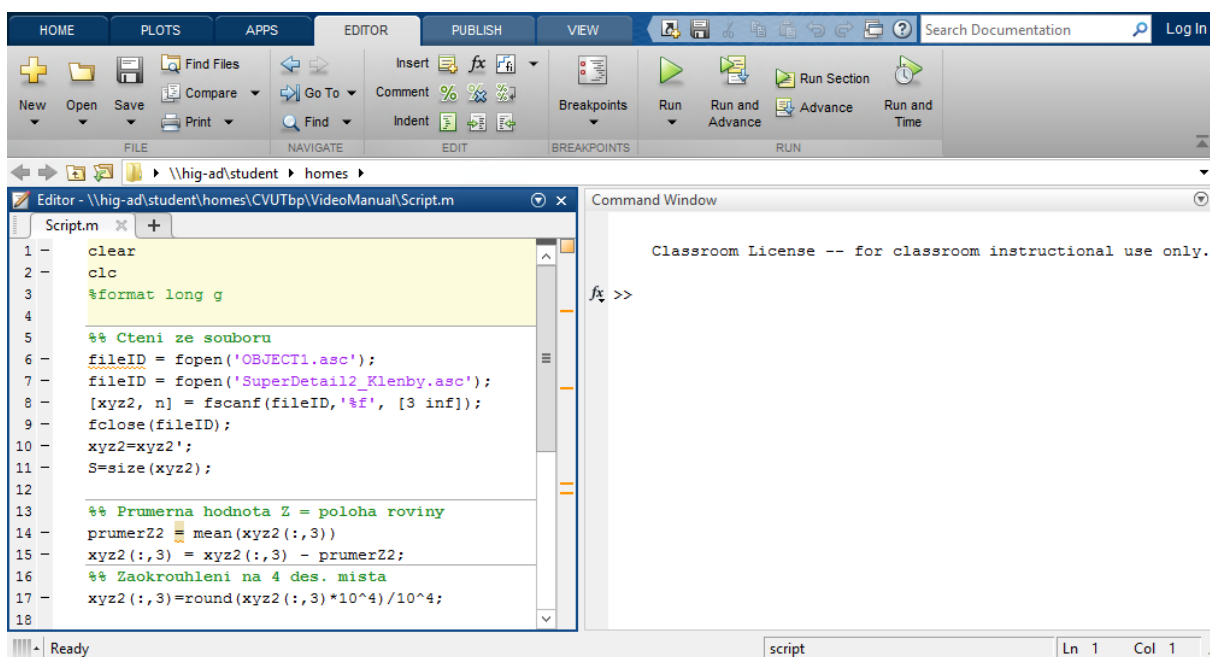 HOME PLOTS APPS EDITOR PUBLISH VIEW Search Documentation Log In
New Open Save Find Files Compare Print
FILE
Go To Find
NAVIGATE
Insert fx
Comment
Indent
EDIT
Breakpoints
BREAKPOINTS
Run Run and Advance Run Section Advance Run and Time
RUN
\\hig-ad\student homes
Editor - \\hig-ad\student\homes\CVUTbp\VideoManual\Script.m
Script.m
1 clear
2 clc
3 %format long g
4
5 %% Cteni ze souboru
6 fileID = fopen('OBJECT1.asc');
7 fileID = fopen('SuperDetail2_Klenby.asc');
8 [xyz2, n] = fscanf(fileID,'%f', [3 inf]);
9 fclose(fileID);
10 xyz2=xyz2';
11 S=size(xyz2);
12
13 %% Prumerna hodnota Z = poloha roviny
14 prumerZ2 = mean(xyz2(:,3))
15 xyz2(:,3) = xyz2(:,3) - prumerZ2;
16 %% Zaokrouhleni na 4 des. mista
17 xyz2(:,3)=round(xyz2(:,3)*10^4)/10^4;
18
Command Window
Classroom License -- for classroom instructional use only.
fx >>
Ready script Ln 1 Col 1